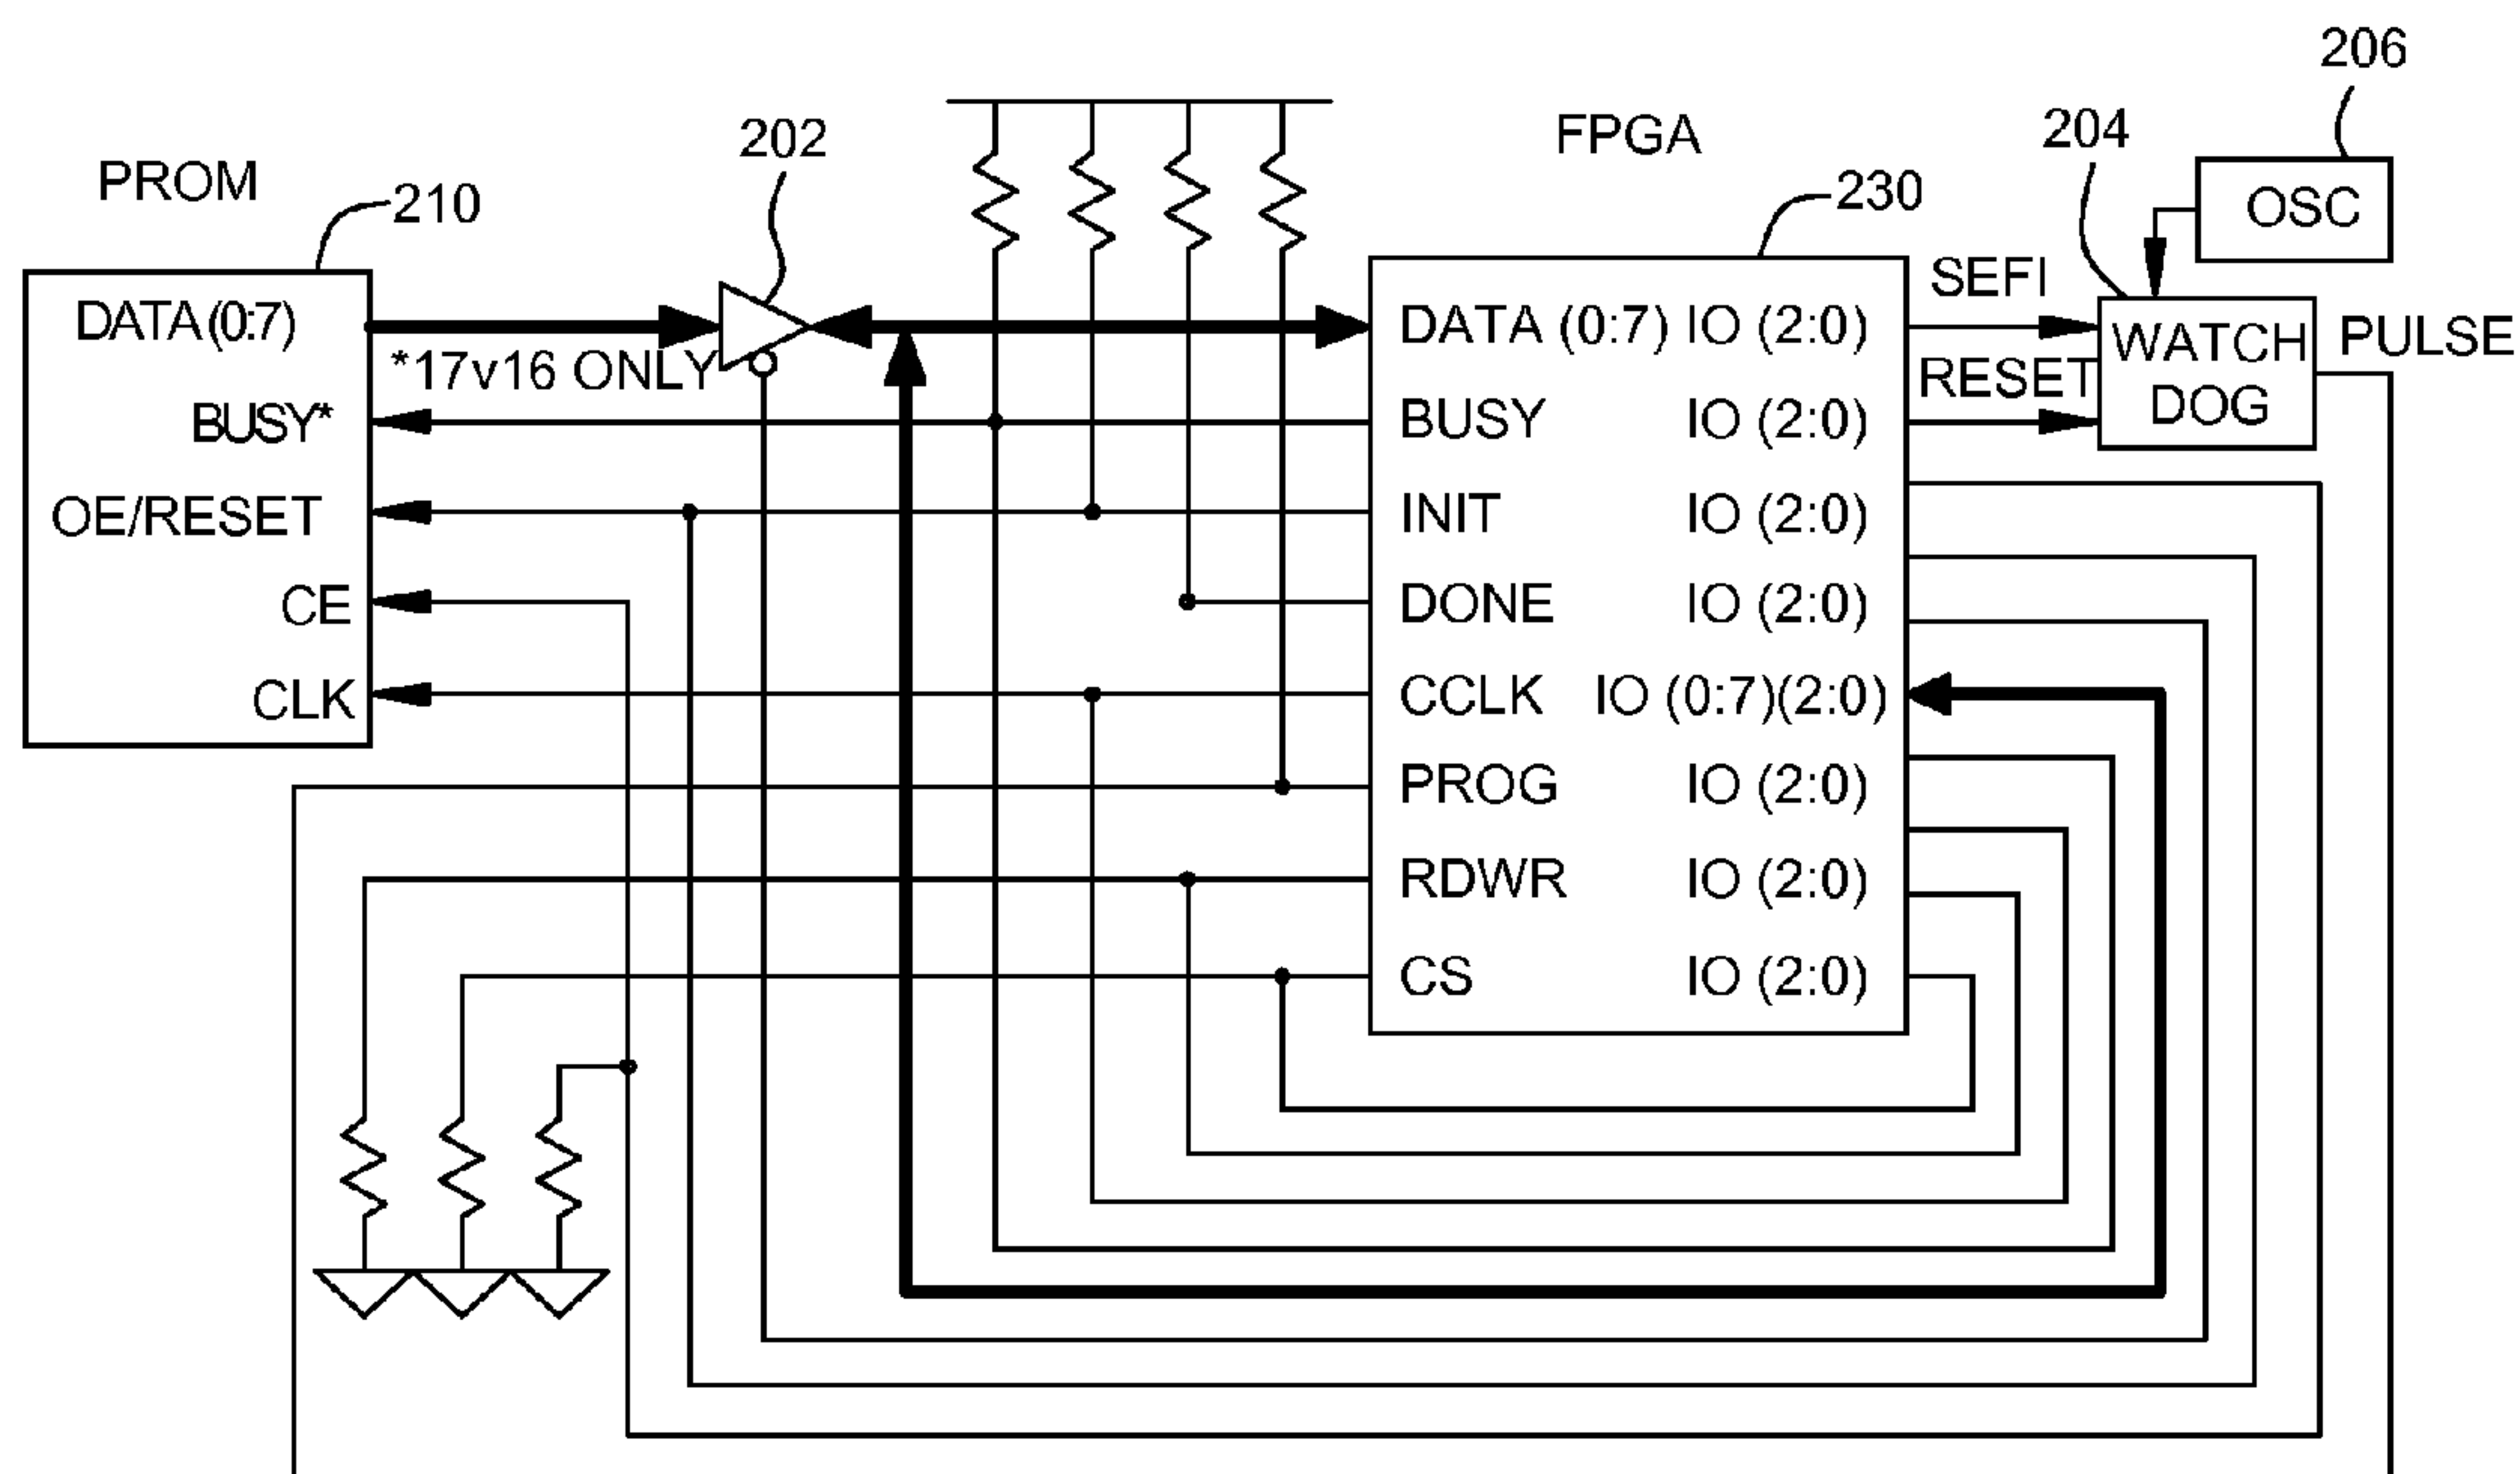 206
FPGA
204
202
PROM
OSC
210
230
SEFI
DATA(0:7)
DATA (0:7) IO (2:0)
WATCH DOG
PULSE
*17v16 ONLY
RESET
BUSY*
BUSY IO (2:0)
OE/RESET
INIT IO (2:0)
CE
DONE IO (2:0)
CLK
CCLK IO (0:7)(2:0)
PROG IO (2:0)
RDWR IO (2:0)
CS IO (2:0)